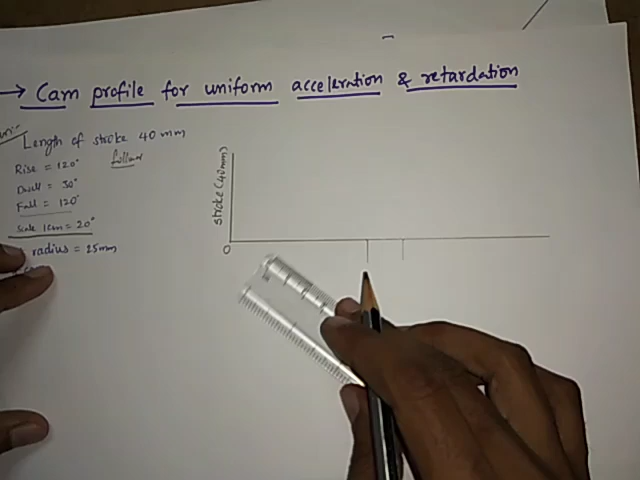 → Cam profile for uniform acceleration & retardation
Length of stroke 40 mm
follower
Rise = 120°
Dwell = 30°
Fall = 120°
Scale 1cm = 20°
radius = 25mm
stroke (40mm)
0